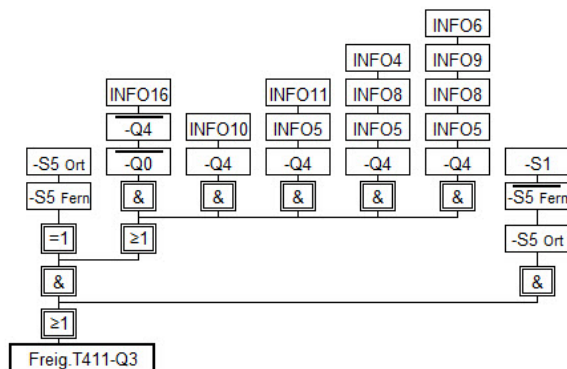 INFO6
INFO4 INFO9
INFO16 INFO11 INFO8 INFO8
-Q4 INFO10 INFO5 INFO5 INFO5
-S5 Ort -Q0 -Q4 -Q4 -Q4 -Q4 -S1
-S5 Fern & & & & & -S5 Fern
=1 ≥1 -S5 Ort
& &
≥1
Freig.T411-Q3